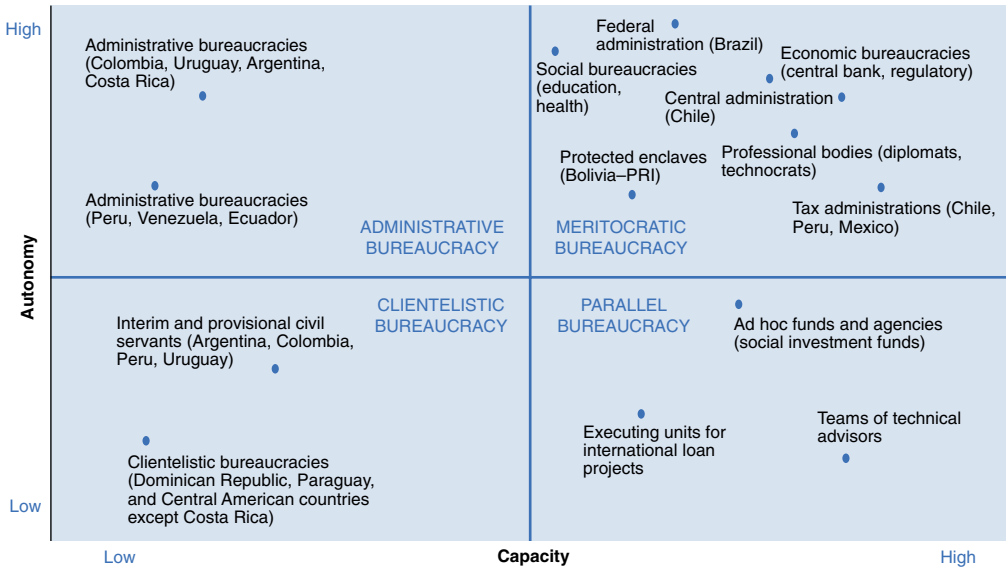 High
Administrative bureaucracies
(Colombia, Uruguay, Argentina,
Costa Rica)
Administrative bureaucracies
(Peru, Venezuela, Ecuador)
ADMINISTRATIVE
BUREAUCRACY
Federal
administration (Brazil)
Social bureaucracies
(education,
health)
Economic bureaucracies
(central bank, regulatory)
Central administration
(Chile)
Professional bodies (diplomats,
technocrats)
Protected enclaves
(Bolivia–PRI)
Tax administrations (Chile,
Peru, Mexico)
MERITOCRATIC
BUREAUCRACY
Autonomy
CLIENTELISTIC
BUREAUCRACY
Interim and provisional civil
servants (Argentina, Colombia,
Peru, Uruguay)
Clientelistic bureaucracies
(Dominican Republic, Paraguay,
and Central American countries
except Costa Rica)
PARALLEL
BUREAUCRACY
Ad hoc funds and agencies
(social investment funds)
Executing units for
international loan
projects
Teams of technical
advisors
Low
Low
Capacity
High